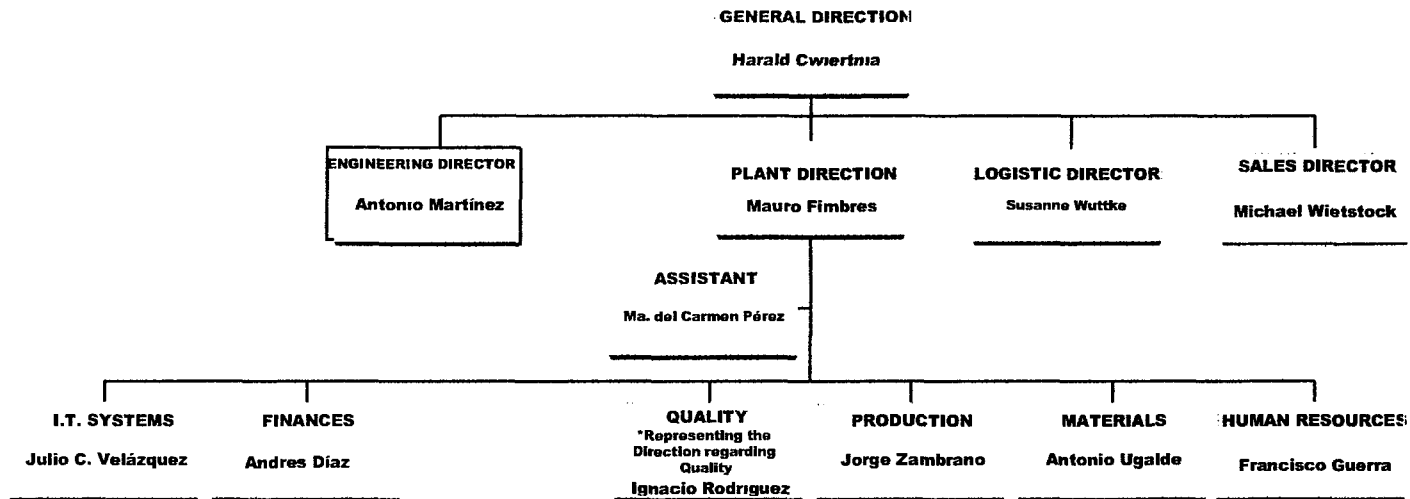 GENERAL DIRECTION
Harald Cwiertnia
ENGINEERING DIRECTOR
Antonio Martínez
PLANT DIRECTION
Mauro Fimbres
LOGISTIC DIRECTOR
Susanne Wuttke
SALES DIRECTOR
Michael Wietstock
ASSISTANT
Ma. del Carmen Pérez
I.T. SYSTEMS
Julio C. Velázquez
FINANCES
Andres Díaz
QUALITY
*Representing the
Direction regarding
Quality
Ignacio Rodriguez
PRODUCTION
Jorge Zambrano
MATERIALS
Antonio Ugalde
HUMAN RESOURCES
Francisco Guerra